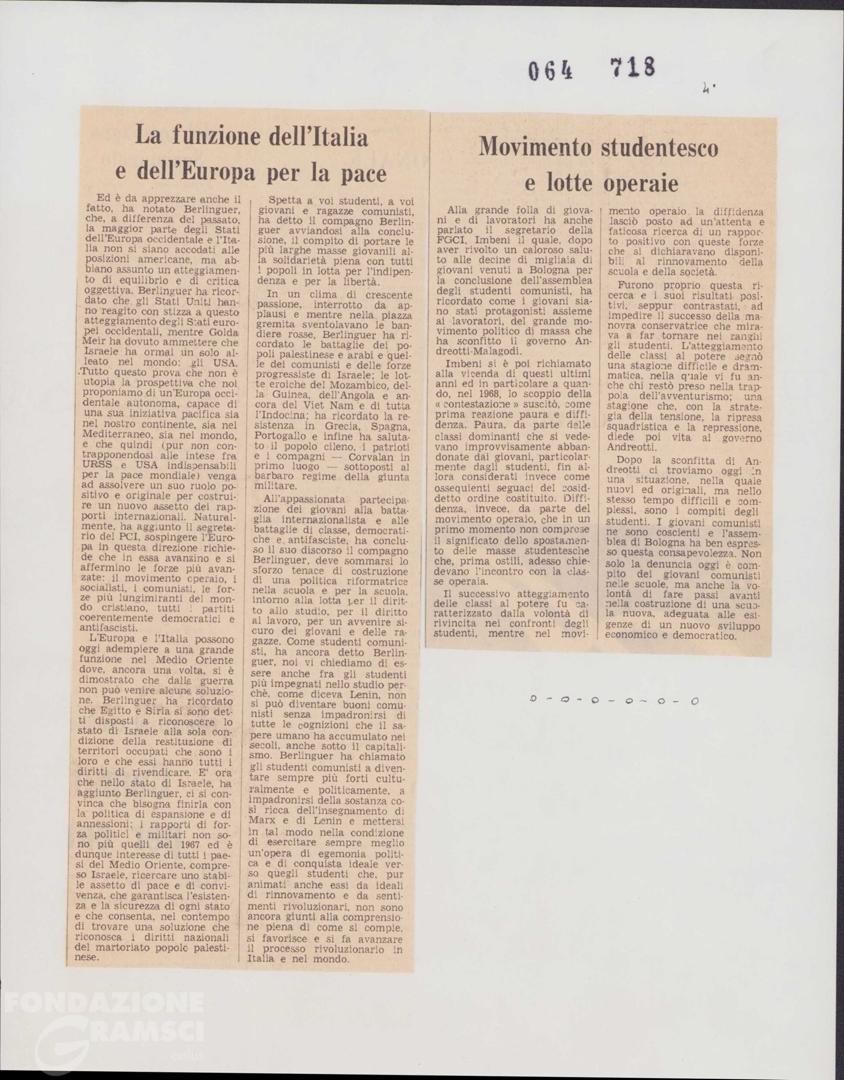 064 718
4.
La funzione dell'Italia
e dell'Europa per la pace
Ed è da apprezzare anche il
fatto, ha notato Berlinguer,
che, a differenza del passato,
la maggior parte degli Stati
dell'Europa occidentale e l'Ita-
lia non si siano accodati alle
posizioni americane, ma ab-
biano assunto un atteggiamen-
to di equilibrio e di critica
oggettiva. Berlinguer ha ricor-
dato che gli Stati Uniti han-
no reagito con stizza a questo
atteggiamento degli Stati euro-
pei occidentali, mentre Golda
Meir ha dovuto ammettere che
Israele ha ormai un solo al-
leato nel mondo: gli USA.
Tutto questo prova che non è
utopia la prospettiva che noi
proponiamo di un'Europa occi-
dentale autonoma, capace di
una sua iniziativa pacifica sia
nel nostro continente, sia nel
Mediterraneo, sia nel mondo,
e che quindi (pur non con-
trapponendosi alle intese fra
URSS e USA indispensabili
per la pace mondiale) venga
ad assolvere un suo ruolo po-
sitivo e originale per costrui-
re un nuovo assetto dei rap-
porti internazionali. Natural-
mente, ha aggiunto il segreta-
rio del PCI, sospingere l'Euro-
pa in questa direzione richie-
de che in essa avanzino e si
affermino le forze più avan-
zate: il movimento operaio, i
socialisti, i comunisti, le for-
ze più lungimiranti del mon-
do cristiano, tutti i partiti
coerentemente democratici e
antifascisti.
L'Europa e l'Italia possono
oggi adempiere a una grande
funzione nel Medio Oriente
dove, ancora una volta, si è
dimostrato che dalla guerra
non può venire alcuna soluzio-
ne. Berlinguer ha ricordato
che Egitto e Siria si sono det-
ti disposti a riconoscere lo
stato di Israele alla sola con-
dizione della restituzione di
territori occupati che sono i
loro e che essi hanno tutti i
diritti di rivendicare. E' ora
che nello stato di Israele, ha
aggiunto Berlinguer, ci si con-
vinca che bisogna finirla con
la politica di espansione e di
annessioni; i rapporti di for-
za politici e militari non so-
no più quelli del 1967 ed è
dunque interesse di tutti i pae-
si del Medio Oriente, compre-
so Israele, ricercare uno stabi-
le assetto di pace e di convi-
venza, che garantisca l'esisten-
za e la sicurezza di ogni stato
e che consenta, nel contempo
di trovare una soluzione che
riconosca i diritti nazionali
del martoriato popolo palesti-
nese.
Spetta a voi studenti, a voi
giovani e ragazze comunisti,
ha detto il compagno Berlin-
guer avviandosi alla conclu-
sione, il compito di portare le
più larghe masse giovanili al-
la solidarietà piena con tutti
i popoli in lotta per l'indipen-
denza e per la libertà.
In un clima di crescente
passione, interrotto da ap-
plausi e mentre nella piazza
gremita sventolavano le ban-
diere rosse, Berlinguer ha ri-
cordato le battaglie dei po-
poli palestinese e arabi e quel-
le dei comunisti e delle forze
progressiste di Israele; le lot-
te eroiche del Mozambico, del-
la Guinea, dell'Angola e an-
cora del Viet Nam e di tutta
l'Indocina; ha ricordato la re-
sistenza in Grecia, Spagna,
Portogallo e infine ha saluta-
to il popolo cileno, i patrioti
e i compagni — Corvalan in
primo luogo — sottoposti al
barbaro regime della giunta
militare.
All'appassionata partecipa-
zione dei giovani alla batta-
glia internazionalista e alle
battaglie di classe, democrati-
che e antifasciste, ha conclu-
so il suo discorso il compagno
Berlinguer, deve sommarsi lo
sforzo tenace di costruzione
di una politica riformatrice
nella scuola e per la scuola,
intorno alla lotta per il dirit-
to allo studio, per il diritto
al lavoro, per un avvenire si-
curo dei giovani e delle ra-
gazze. Come studenti comuni-
sti, ha ancora detto Berlin-
guer, noi vi chiediamo di es-
sere anche fra gli studenti
più impegnati nello studio per-
chè, come diceva Lenin, non
si può diventare buoni comu-
nisti senza impadronirsi di
tutte le cognizioni che il sa-
pere umano ha accumulato nei
secoli, anche sotto il capitali-
smo. Berlinguer ha chiamato
gli studenti comunisti a diven-
tare sempre più forti cultu-
ralmente e politicamente, a
impadronirsi della sostanza co-
sì ricca dell'insegnamento di
Marx e di Lenin e mettersi
in tal modo nella condizione
di esercitare sempre meglio
un'opera di egemonia politi-
ca e di conquista ideale ver-
so quegli studenti che, pur
animati anche essi da ideali
di rinnovamento e da senti-
menti rivoluzionari, non sono
ancora giunti alla comprensio-
ne piena di come si compie,
si favorisce e si fa avanzare
il processo rivoluzionario in
Italia e nel mondo.
Movimento studentesco
e lotte operaie
Alla grande folla di giova-
ni e di lavoratori ha anche
parlato il segretario della
FGCI, Imbeni il quale, dopo
aver rivolto un caloroso salu-
to alle decine di migliaia di
giovani venuti a Bologna per
la conclusione dell'assemblea
degli studenti comunisti, ha
ricordato come i giovani sia-
no stati protagonisti assieme
ai lavoratori, del grande mo-
vimento politico di massa che
ha sconfitto il governo An-
dreotti-Malagodi.
Imbeni si è poi richiamato
alla vicenda di questi ultimi
anni ed in particolare a quan-
do, nel 1968, lo scoppio della
« contestazione » suscitò, come
prima reazione paura e diffi-
denza. Paura, da parte delle
classi dominanti che si vede-
vano improvvisamente abban-
donate dai giovani, particolar-
mente dagli studenti, fin al-
lora considerati invece come
ossequienti seguaci del cosid-
detto ordine costituito. Diffi-
denza, invece, da parte del
movimento operaio, che in un
primo momento non comprese
il significato dello spostamen-
to delle masse studentesche
che, prima ostili, adesso chie-
devano l'incontro con la clas-
se operaia.
Il successivo atteggiamento
delle classi al potere fu ca-
ratterizzato dalla volontà di
rivincita nei confronti degli
studenti, mentre nel movi-
mento operaio la diffidenza
lasciò posto ad un'attenta e
faticosa ricerca di un rappor-
to positivo con queste forze
che si dichiaravano disponi-
bili al rinnovamento della
scuola e della società.
Furono proprio questa ri-
cerca e i suoi risultati posi-
tivi, seppur contrastati, ad
impedire il successo della ma-
novra conservatrice che mira-
va a far tornare nei ranghi
gli studenti. L'atteggiamento
delle classi al potere segnò
una stagione difficile e dram-
matica, nella quale vi fu an-
che chi restò preso nella trap-
pola dell'avventurismo; una
stagione che, con la strate-
gia della tensione, la ripresa
squadristica e la repressione,
diede poi vita al governo
Andreotti.
Dopo la sconfitta di An-
dreotti ci troviamo oggi in
una situazione, nella quale
nuovi ed originali, ma nello
stesso tempo difficili e com-
plessi, sono i compiti degli
studenti. I giovani comunisti
ne sono coscienti e l'assem-
blea di Bologna ha ben espres-
so questa consapevolezza. Non
solo la denuncia oggi è com-
pito dei giovani comunisti
nelle scuole, ma anche la vo-
lontà di fare passi avanti
nella costruzione di una scuo-
la nuova, adeguata alle esi-
genze di un nuovo sviluppo
economico e democratico.
0-0-0-0-0-0
FONDAZIONE
GRAMSCI